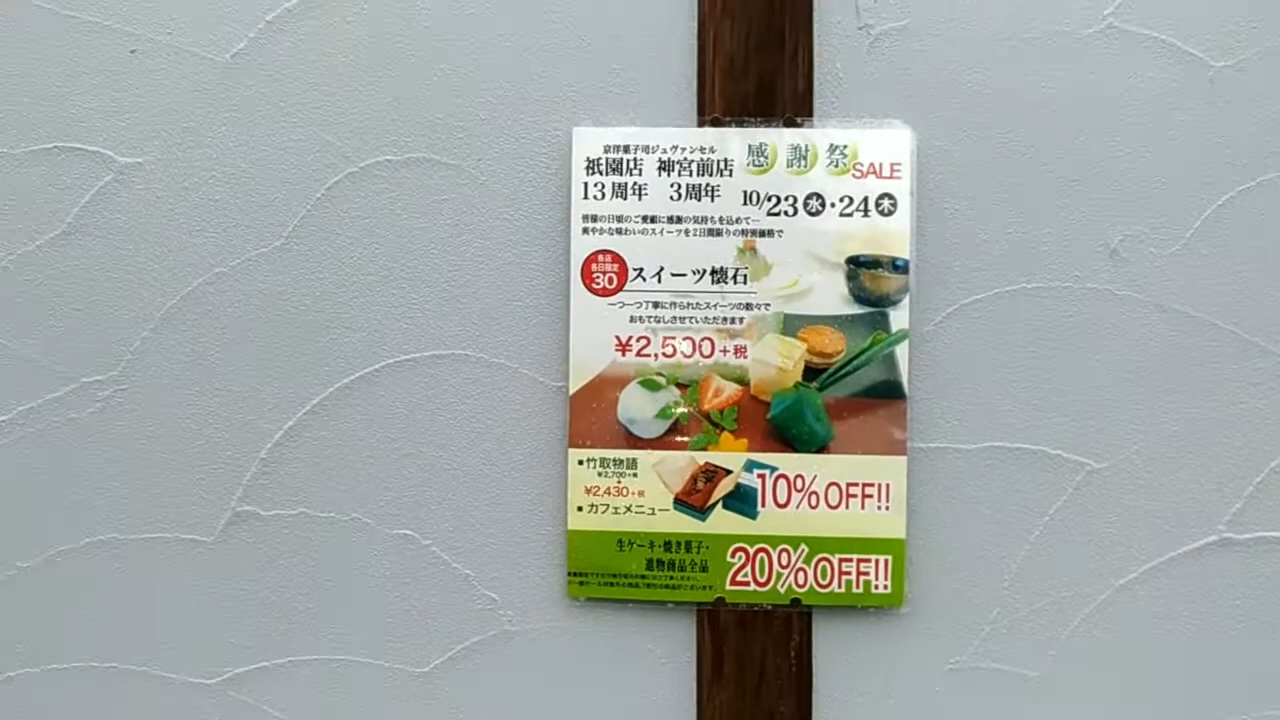 京洋菓子司ジュヴァンセル
祇園店 神宮前店
13周年 3周年
感謝祭
SALE
10/23水・24木
皆様の日頃のご愛顧に感謝の気持ちを込めて…
爽やかな味わいのスイーツを2日間限りの特別価格で
各店
各日限定
30
スイーツ懐石
一つ一つ丁寧に作られたスイーツの数々で
おもてなしさせていただきます
¥2,500+税
■竹取物語
¥2,700+税
¥2,430+税
■カフェメニュー
10%OFF!!
生ケーキ・焼き菓子・
進物商品全品
20%OFF!!